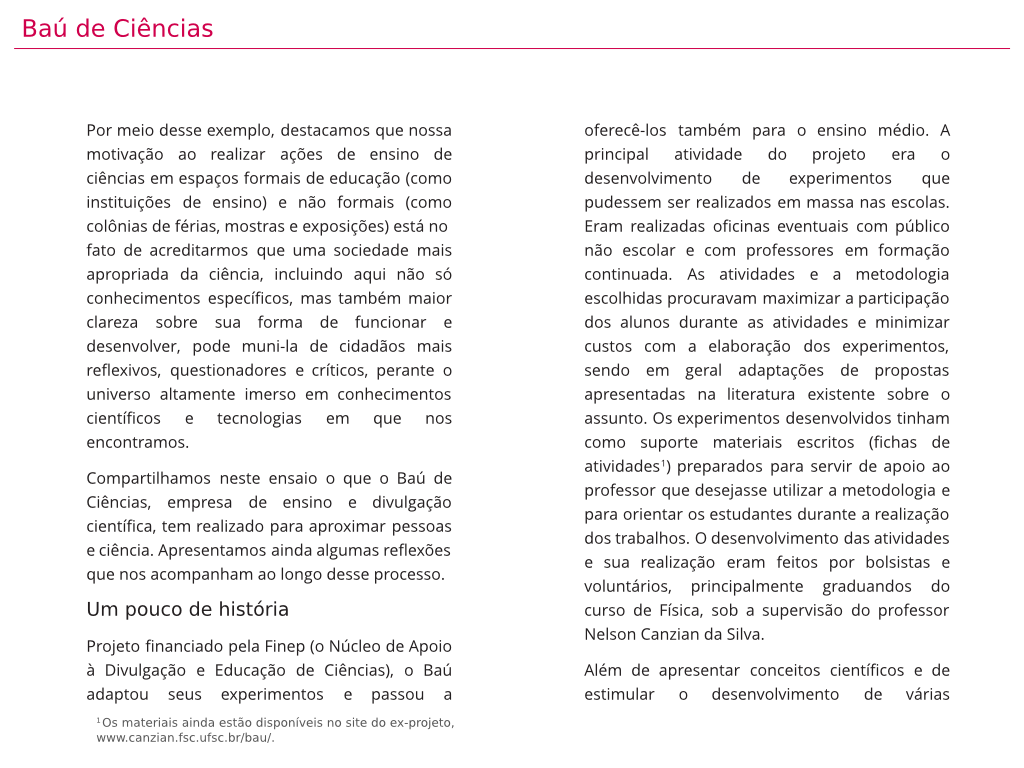 Baú de Ciências
Por meio desse exemplo, destacamos que nossa
motivação ao realizar ações de ensino de
ciências em espaços formais de educação (como
instituições de ensino) e não formais (como
colônias de férias, mostras e exposições) está no
fato de acreditarmos que uma sociedade mais
apropriada da ciência, incluindo aqui não só
conhecimentos específicos, mas também maior
clareza sobre sua forma de funcionar e
desenvolver, pode muni-la de cidadãos mais
reflexivos, questionadores e críticos, perante o
universo altamente imerso em conhecimentos
científicos e tecnologias em que nos
encontramos.
Compartilhamos neste ensaio o que o Baú de
Ciências, empresa de ensino e divulgação
científica, tem realizado para aproximar pessoas
e ciência. Apresentamos ainda algumas reflexões
que nos acompanham ao longo desse processo.
Um pouco de história
Projeto financiado pela Finep (o Núcleo de Apoio
à Divulgação e Educação de Ciências), o Baú
adaptou seus experimentos e passou a
¹Os materiais ainda estão disponíveis no site do ex-projeto,
www.canzian.fsc.ufsc.br/bau/.
oferecê-los também para o ensino médio. A
principal atividade do projeto era o
desenvolvimento de experimentos que
pudessem ser realizados em massa nas escolas.
Eram realizadas oficinas eventuais com público
não escolar e com professores em formação
continuada. As atividades e a metodologia
escolhidas procuravam maximizar a participação
dos alunos durante as atividades e minimizar
custos com a elaboração dos experimentos,
sendo em geral adaptações de propostas
apresentadas na literatura existente sobre o
assunto. Os experimentos desenvolvidos tinham
como suporte materiais escritos (fichas de
atividades¹) preparados para servir de apoio ao
professor que desejasse utilizar a metodologia e
para orientar os estudantes durante a realização
dos trabalhos. O desenvolvimento das atividades
e sua realização eram feitos por bolsistas e
voluntários, principalmente graduandos do
curso de Física, sob a supervisão do professor
Nelson Canzian da Silva.
Além de apresentar conceitos científicos e de
estimular o desenvolvimento de várias